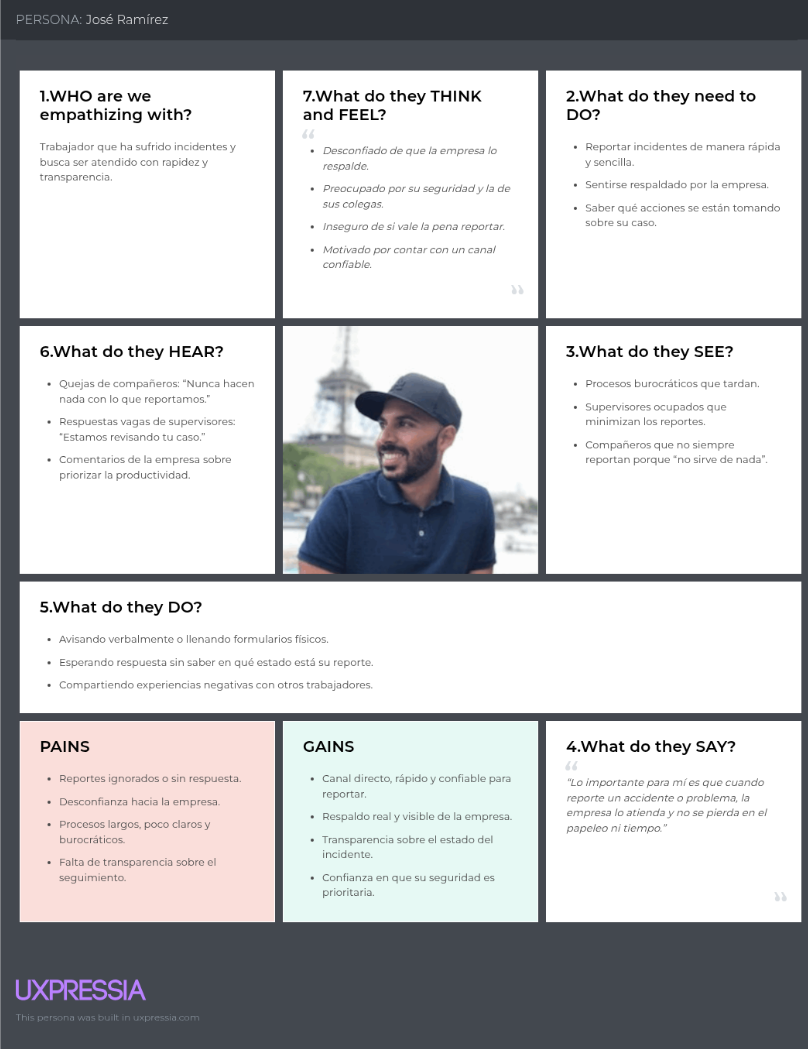 PERSONA: José Ramírez
1.WHO are we
empathizing with?
Trabajador que ha sufrido incidentes y
busca ser atendido con rapidez y
transparencia.
7.What do they THINK
and FEEL?
“
• Desconfiado de que la empresa lo
respalde.
• Preocupado por su seguridad y la de
sus colegas.
• Inseguro de si vale la pena reportar.
• Motivado por contar con un canal
confiable.
”
2.What do they need to
DO?
• Reportar incidentes de manera rápida
y sencilla.
• Sentirse respaldado por la empresa.
• Saber qué acciones se están tomando
sobre su caso.
6.What do they HEAR?
• Quejas de compañeros: “Nunca hacen
nada con lo que reportamos.”
• Respuestas vagas de supervisores:
“Estamos revisando tu caso.”
• Comentarios de la empresa sobre
priorizar la productividad.
3.What do they SEE?
• Procesos burocráticos que tardan.
• Supervisores ocupados que
minimizan los reportes.
• Compañeros que no siempre
reportan porque “no sirve de nada”.
5.What do they DO?
• Avisando verbalmente o llenando formularios físicos.
• Esperando respuesta sin saber en qué estado está su reporte.
• Compartiendo experiencias negativas con otros trabajadores.
PAINS
• Reportes ignorados o sin respuesta.
• Desconfianza hacia la empresa.
• Procesos largos, poco claros y
burocráticos.
• Falta de transparencia sobre el
seguimiento.
GAINS
• Canal directo, rápido y confiable para
reportar.
• Respaldo real y visible de la empresa.
• Transparencia sobre el estado del
incidente.
• Confianza en que su seguridad es
prioritaria.
4.What do they SAY?
“
“Lo importante para mí es que cuando
reporte un accidente o problema, la
empresa lo atienda y no se pierda en el
papeleo ni tiempo.”
”
UXPRESSIA
This persona was built in uxpressia.com